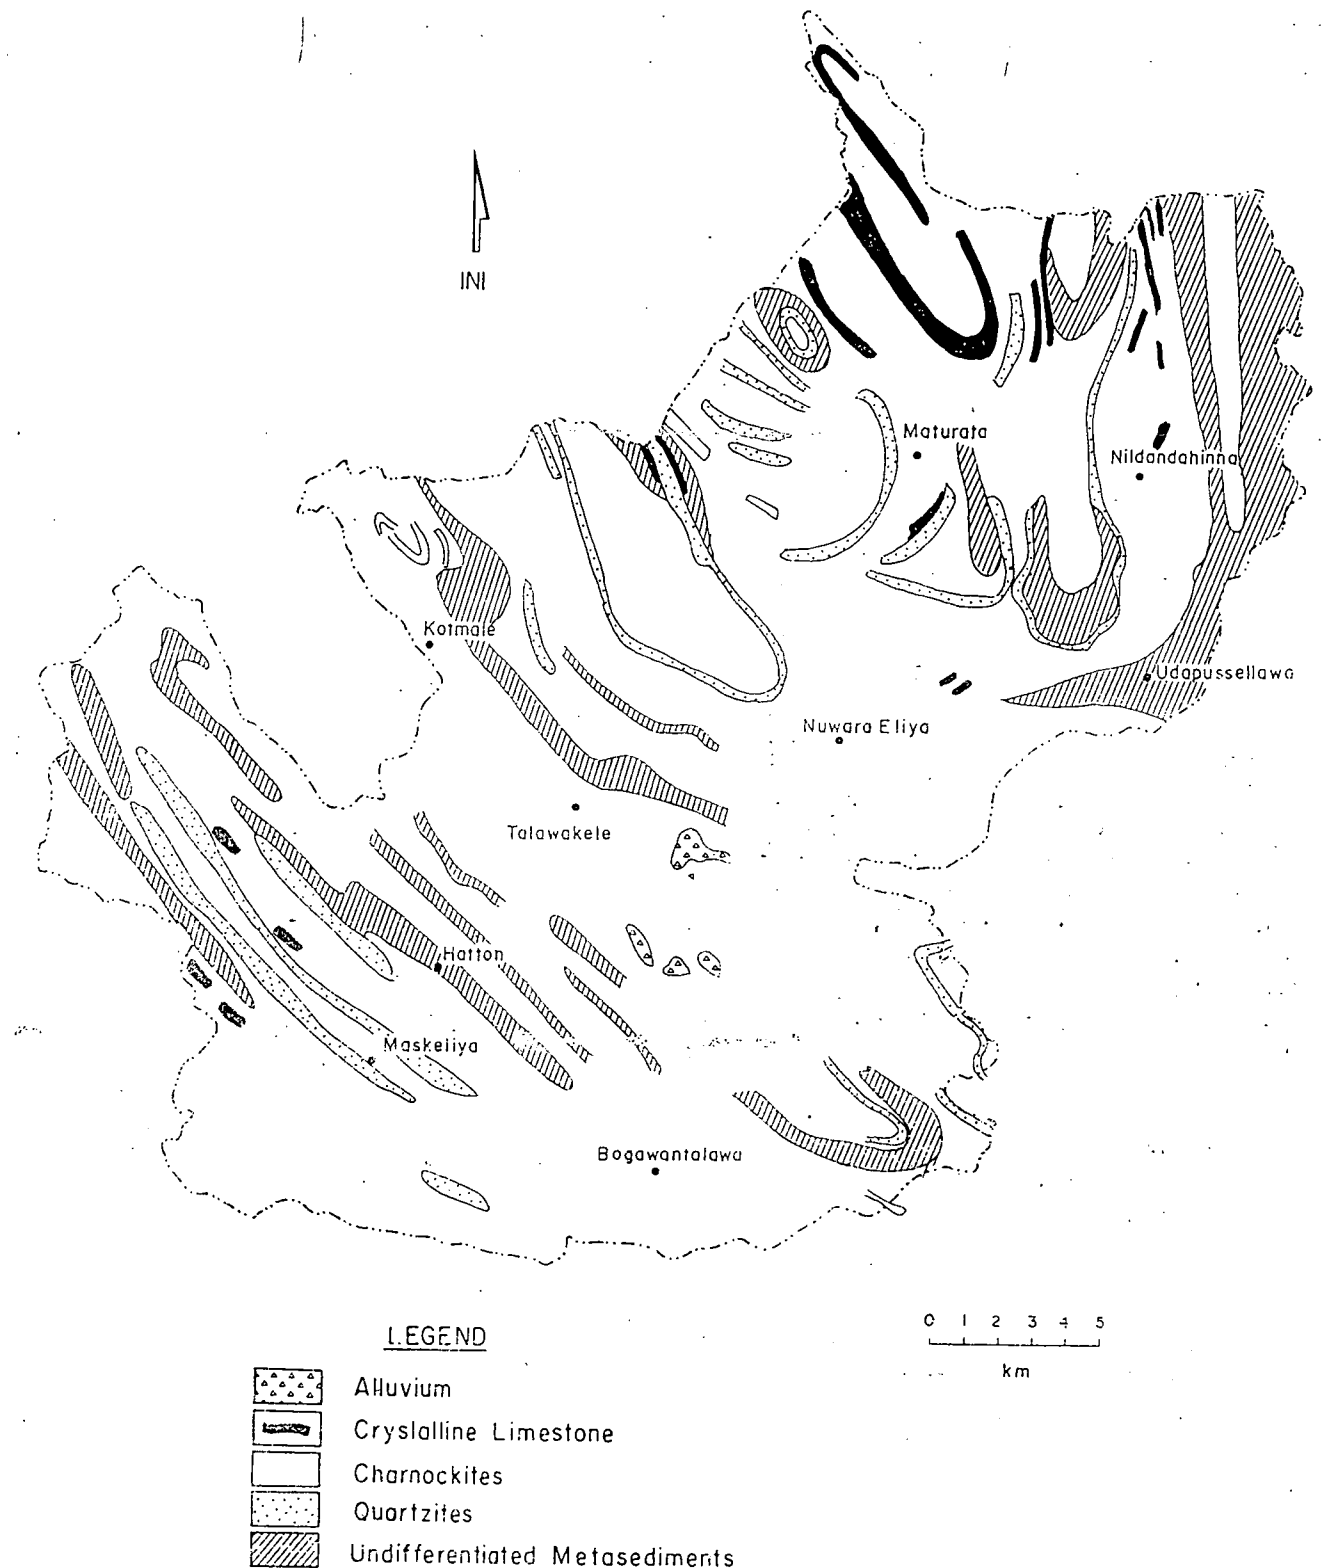 INI
Maturata
Nildandahinna
Kotmale
Udapussellawa
Nuwara Eliya
Talawakele
Hatton
Maskeliya
Bogawantalawa
0 1 2 3 4 5
km
LEGEND
Alluvium
Cryslalline Limestone
Charnockites
Quartzites
Undifferentiated Metasediments